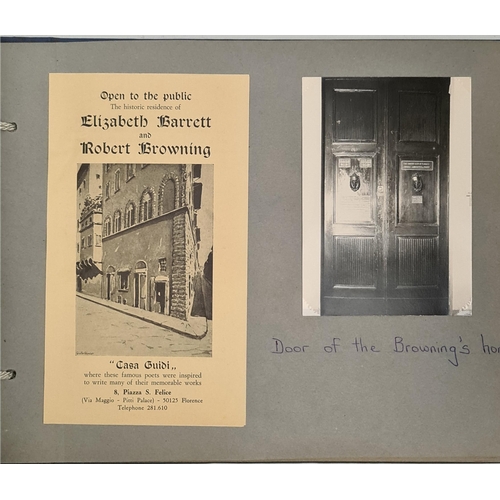 Open to the public
The historic residence of
Elizabeth Barrett
and
Robert Browning
"Casa Guidi„
where these famous poets were inspired
to write many of their memorable works
8, Piazza S. Felice
(Via Maggio - Pitti Palace) - 50125 Florence
Telephone 281.610
Door of the Browning's